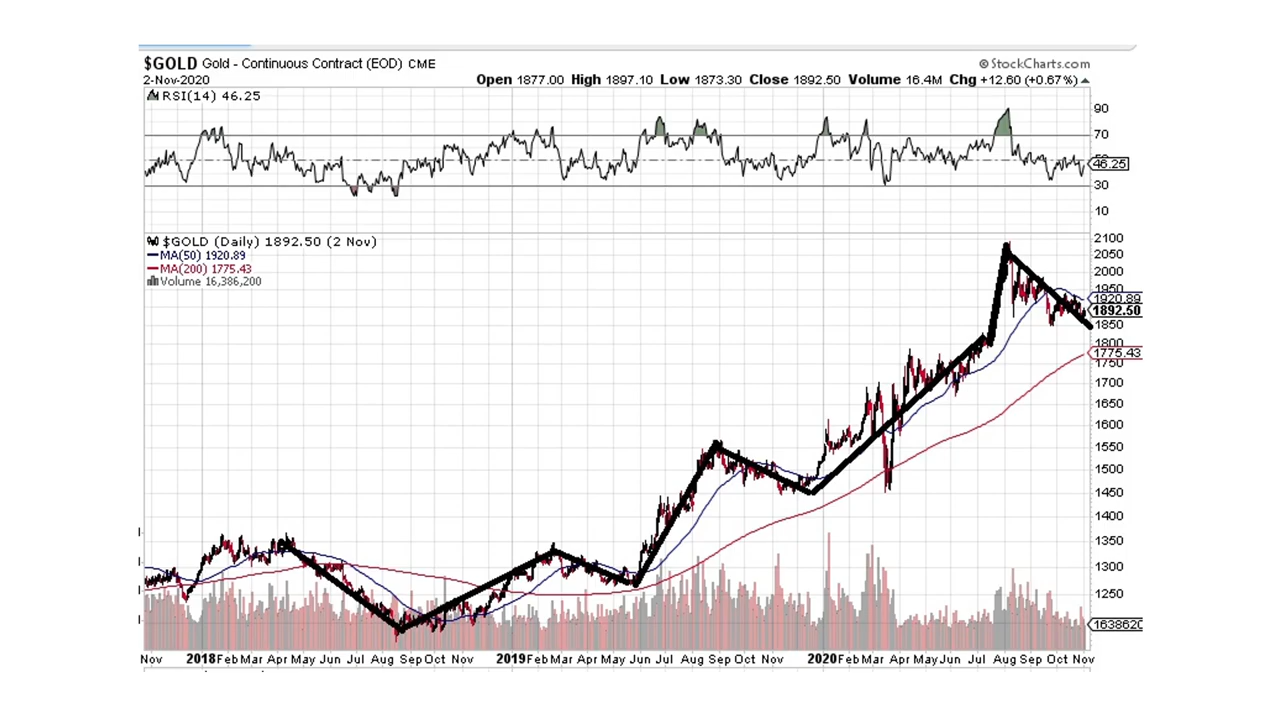 $GOLD Gold - Continuous Contract (EOD) CME
© StockCharts.com
2-Nov-2020
Open 1877.00 High 1897.10 Low 1873.30 Close 1892.50 Volume 16.4M Chg +12.60 (+0.67%)
RSI(14) 46.25
90
70
46.25
30
10
$GOLD (Daily) 1892.50 (2 Nov)
MA(50) 1920.89
MA(200) 1775.43
Volume 16,386,200
2100
2050
2000
1950
1920.89
1892.50
1850
1800
1775.43
1750
1700
1650
1600
1550
1500
1450
1400
1350
1300
1250
1638620
Nov 2018 Feb Mar Apr May Jun Jul Aug Sep Oct Nov 2019 Feb Mar Apr May Jun Jul Aug Sep Oct Nov 2020 Feb Mar Apr May Jun Jul Aug Sep Oct Nov